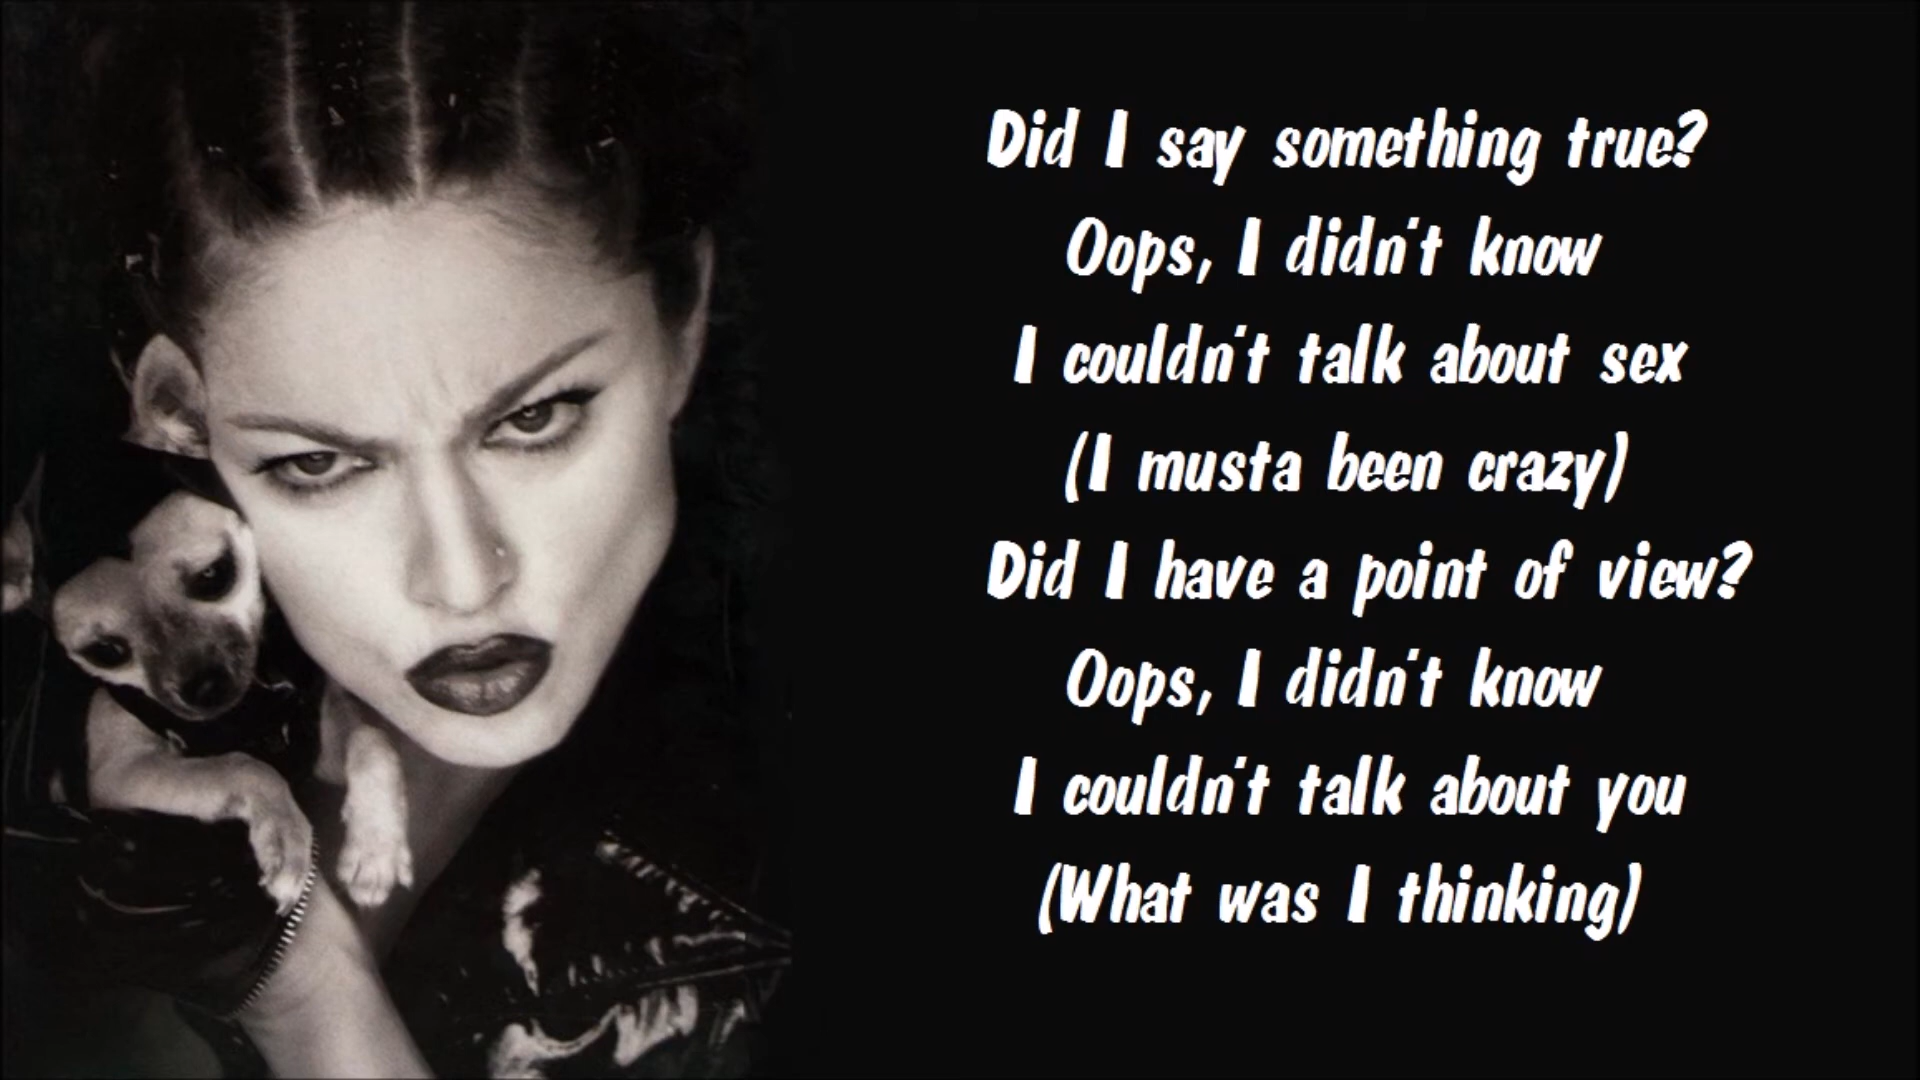 Did I say something true?
Oops, I didn't know
I couldn't talk about sex
(I musta been crazy)
Did I have a point of view?
Oops, I didn't know
I couldn't talk about you
(What was I thinking)